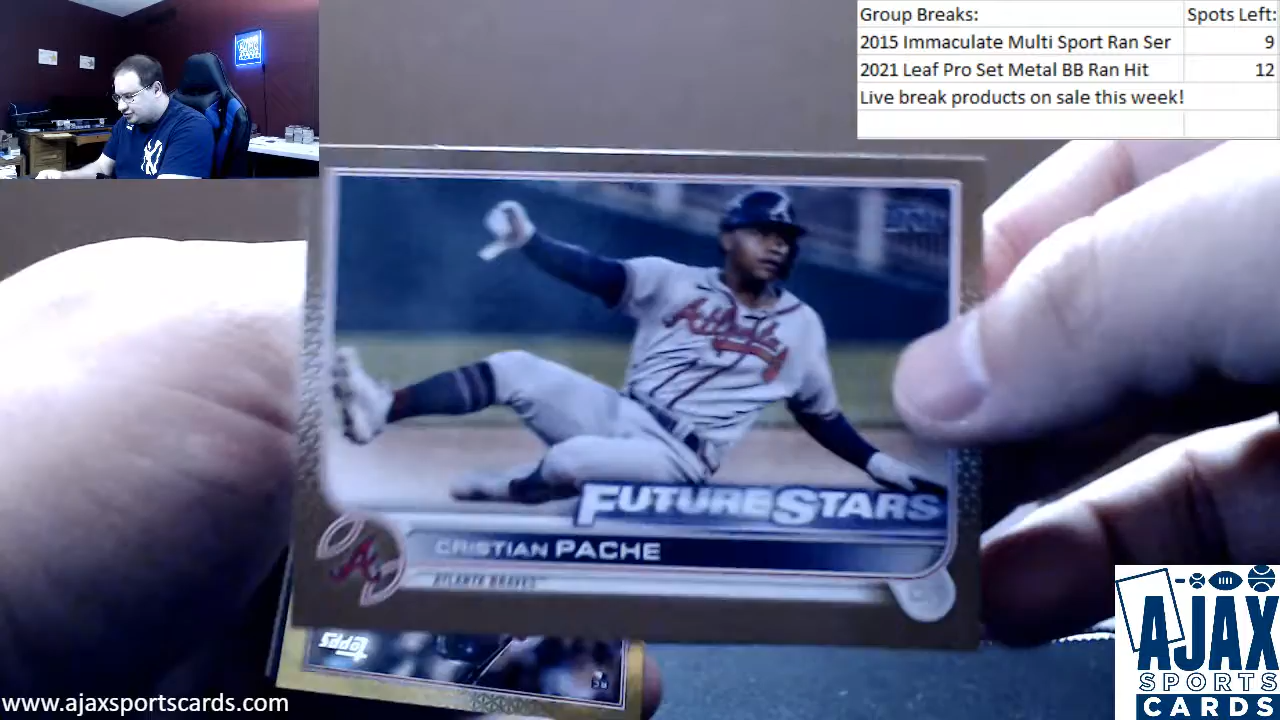 Group Breaks: Spots Left:
2015 Immaculate Multi Sport Ran Ser 9
2021 Leaf Pro Set Metal BB Ran Hit 12
Live break products on sale this week!
Atlanta
FUTURE STARS
CRISTIAN PACHE
ATLANTA BRAVES
A
Topps
AJAX
SPORTS
CARDS
www.ajaxsportscards.com